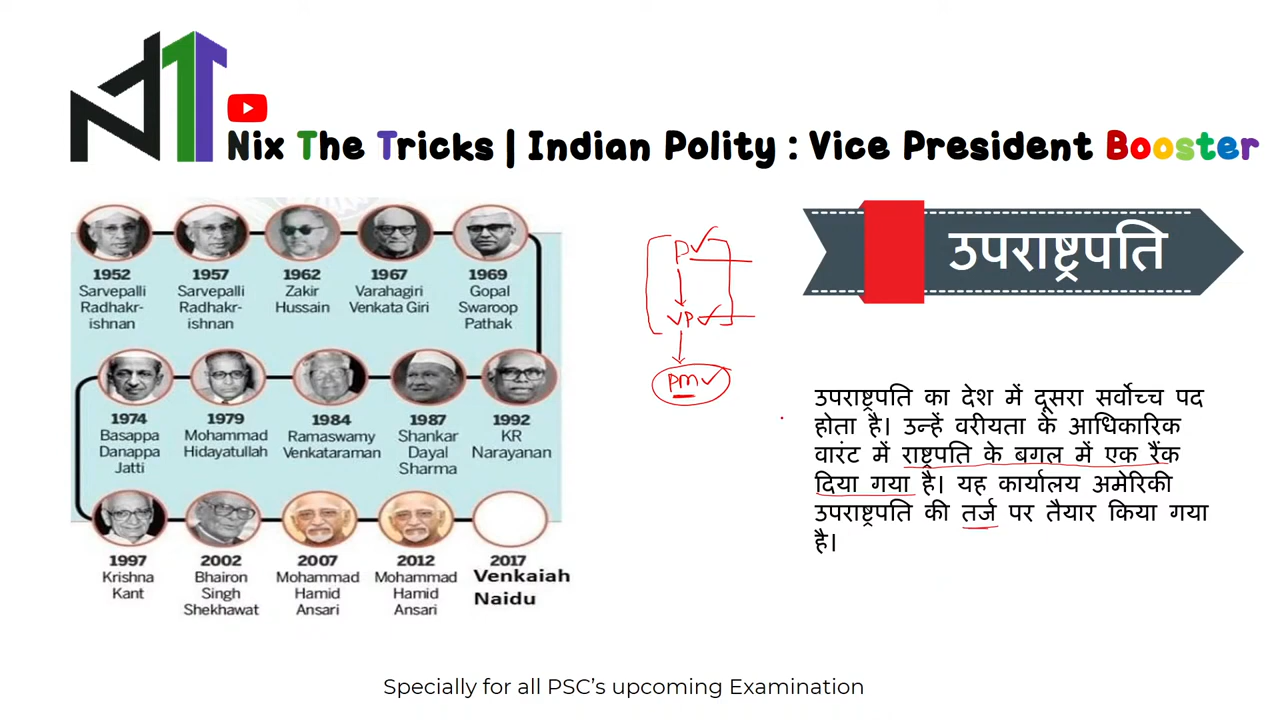 Nix The Tricks | Indian Polity : Vice President Booster
1952
Sarvepalli
Radhakr-
ishnan
1957
Sarvepalli
Radhakr-
ishnan
1962
Zakir
Hussain
1967
Varahagiri
Venkata Giri
1969
Gopal
Swaroop
Pathak
1974
Basappa
Danappa
Jatti
1979
Mohammad
Hidayatullah
1984
Ramaswamy
Venkataraman
1987
Shankar
Dayal
Sharma
1992
KR
Narayanan
1997
Krishna
Kant
2002
Bhairon
Singh
Shekhawat
2007
Mohammad
Hamid
Ansari
2012
Mohammad
Hamid
Ansari
2017
Venkaiah
Naidu
P
VP
PM
उपराष्ट्रपति
उपराष्ट्रपति का देश में दूसरा सर्वोच्च पद
होता है। उन्हें वरीयता के आधिकारिक
वारंट में राष्ट्रपति के बगल में एक रैंक
दिया गया है। यह कार्यालय अमेरिकी
उपराष्ट्रपति की तर्ज पर तैयार किया गया
है।
Specially for all PSC's upcoming Examination